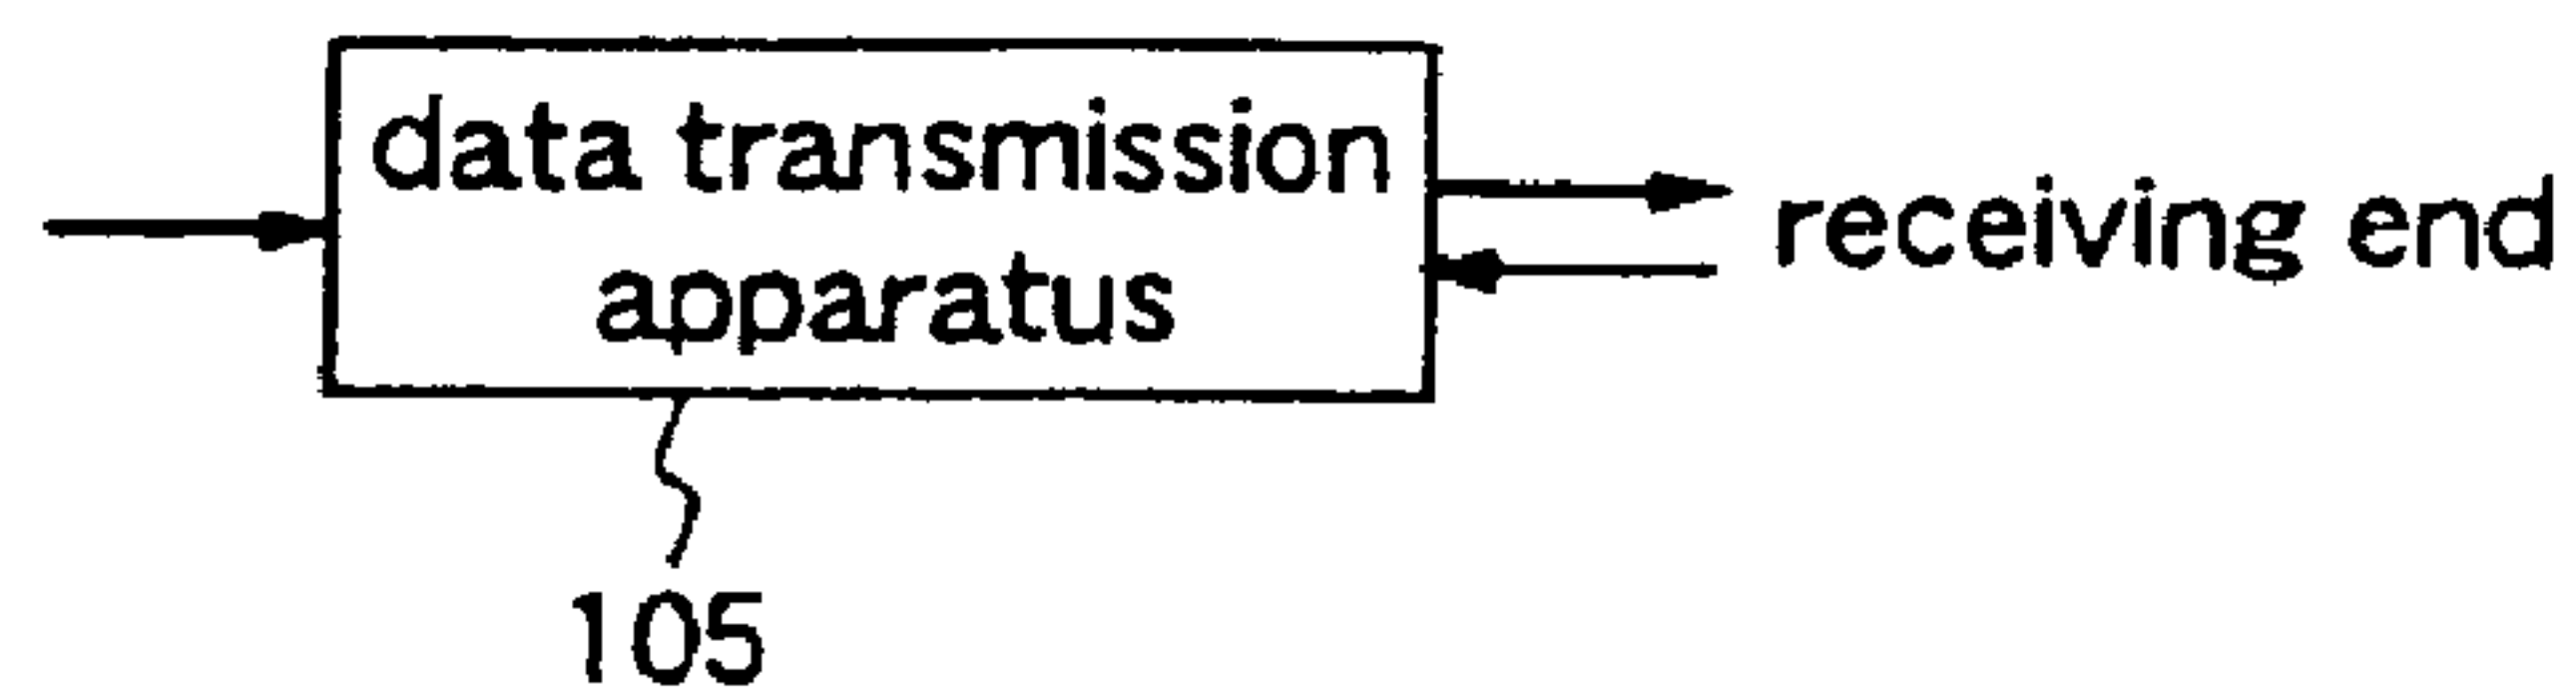 data transmission
apparatus
receiving end
105